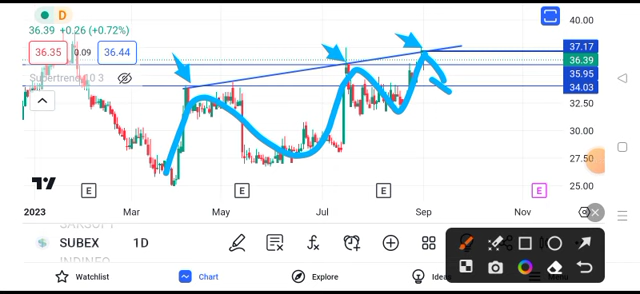 D
36.39 +0.26 (+0.72%)
36.35 0.09 36.44
Supertrend 10 3
40.00
37.17
36.39
35.95
34.03
32.50
30.00
27.50
25.00
E E E E
2023 Mar May Jul Sep Nov
SUBEX 1D
Watchlist Chart Explore Ideas Menu